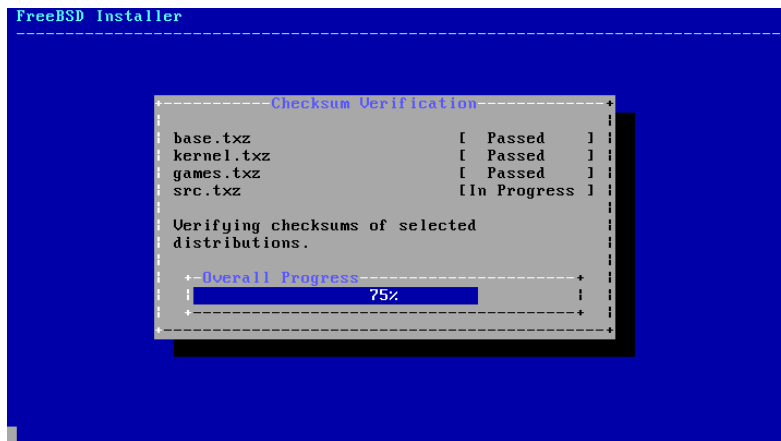 FreeBSD Installer
Checksum Verification
base.txz [ Passed ]
kernel.txz [ Passed ]
games.txz [ Passed ]
src.txz [In Progress ]
Verifying checksums of selected
distributions.
Overall Progress
75%